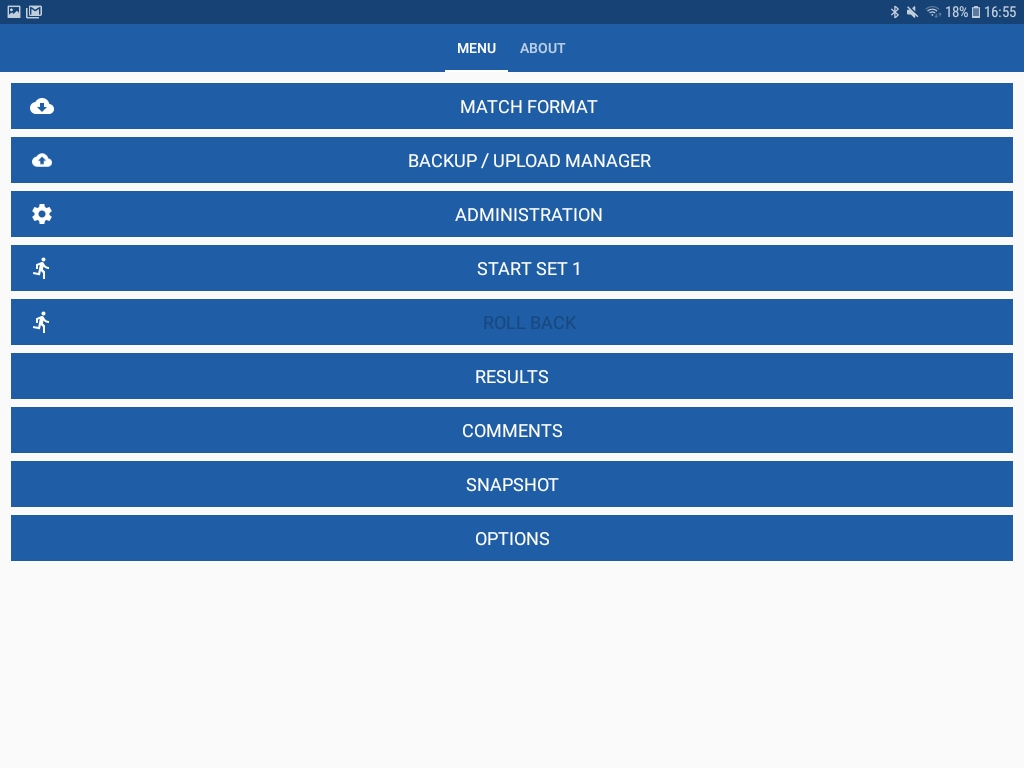 18% 16:55
MENU ABOUT
MATCH FORMAT
BACKUP / UPLOAD MANAGER
ADMINISTRATION
START SET 1
ROLL BACK
RESULTS
COMMENTS
SNAPSHOT
OPTIONS